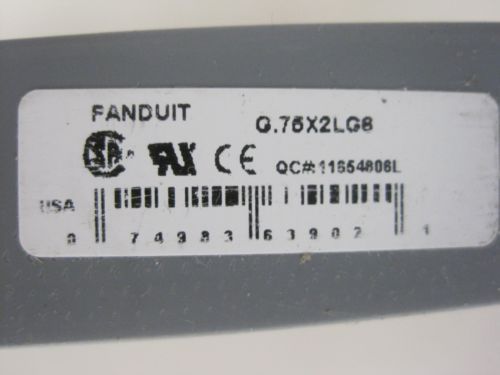 PANDUIT G.75X2LG6
CE QC#:11654806L
USA
0 74983 63902 1